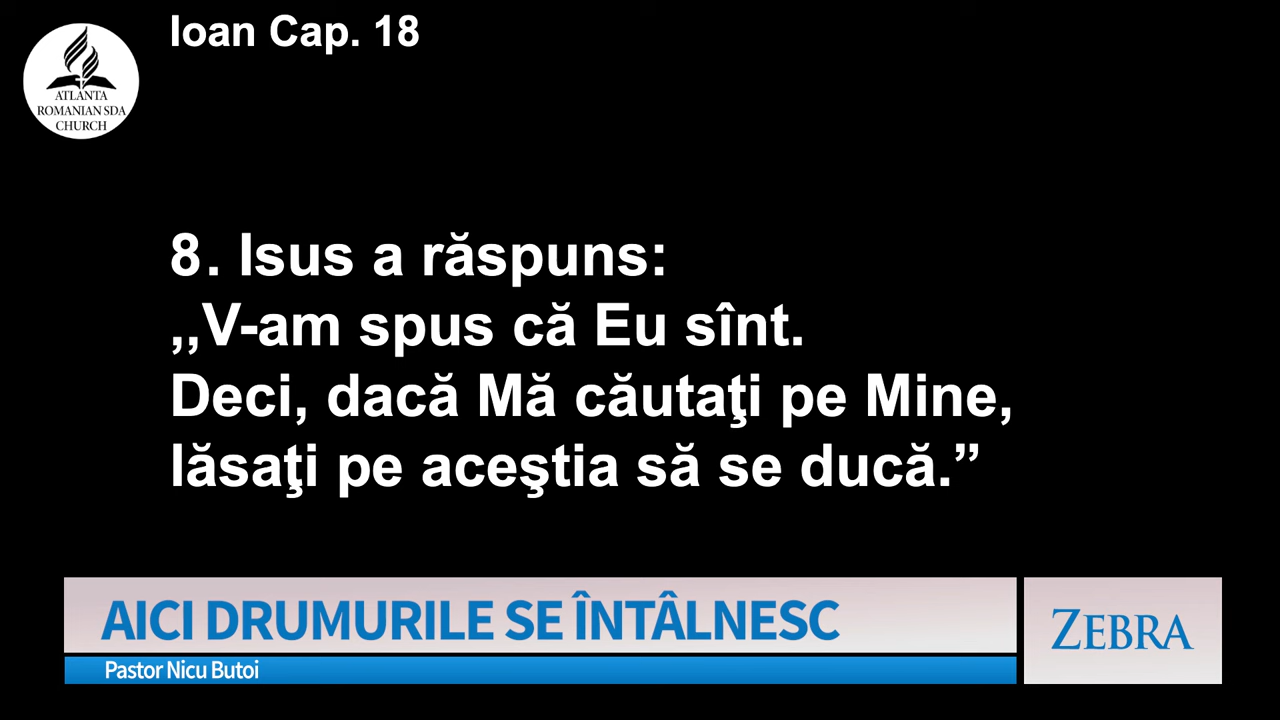 Ioan Cap. 18
ATLANTA
ROMANIAN SDA
CHURCH
8. Isus a răspuns:
,,V-am spus că Eu sînt.
Deci, dacă Mă căutaţi pe Mine,
lăsaţi pe aceştia să se ducă.”
AICI DRUMURILE SE ÎNTÂLNESC
ZEBRA
Pastor Nicu Butoi